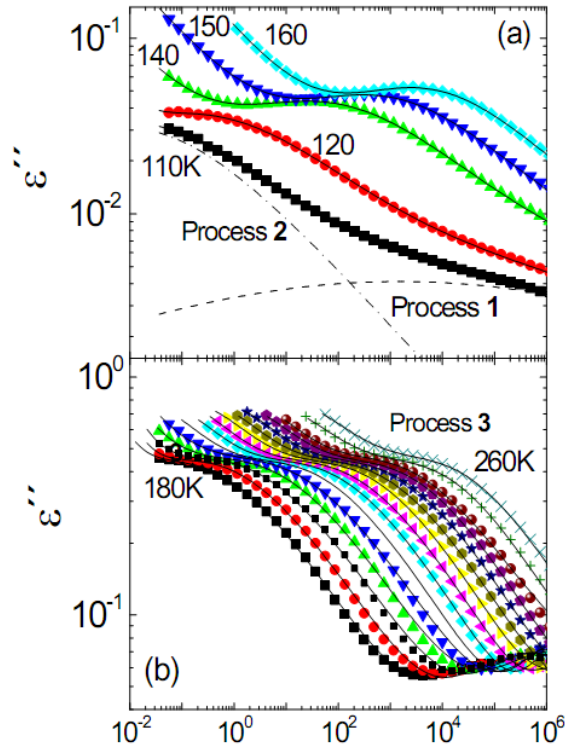 (a)
10⁻¹
150
160
140
120
110K
ε′′
10⁻²
Process 2
Process 1
10⁰
Process 3
260K
180K
ε′′
10⁻¹
(b)
10⁻² 10⁰ 10² 10⁴ 10⁶